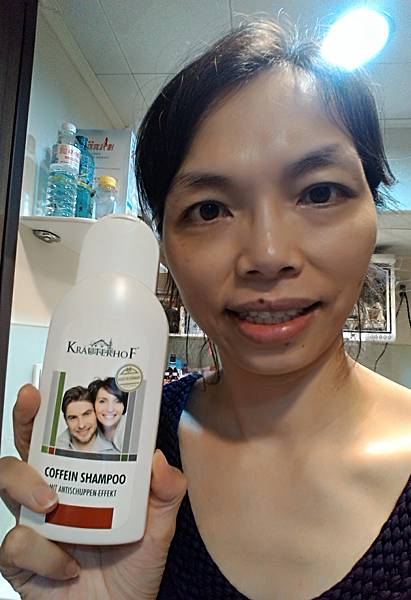 KRÄUTERHOF
COFFEIN SHAMPOO
MIT ANTISCHUPPEN-EFFEKT